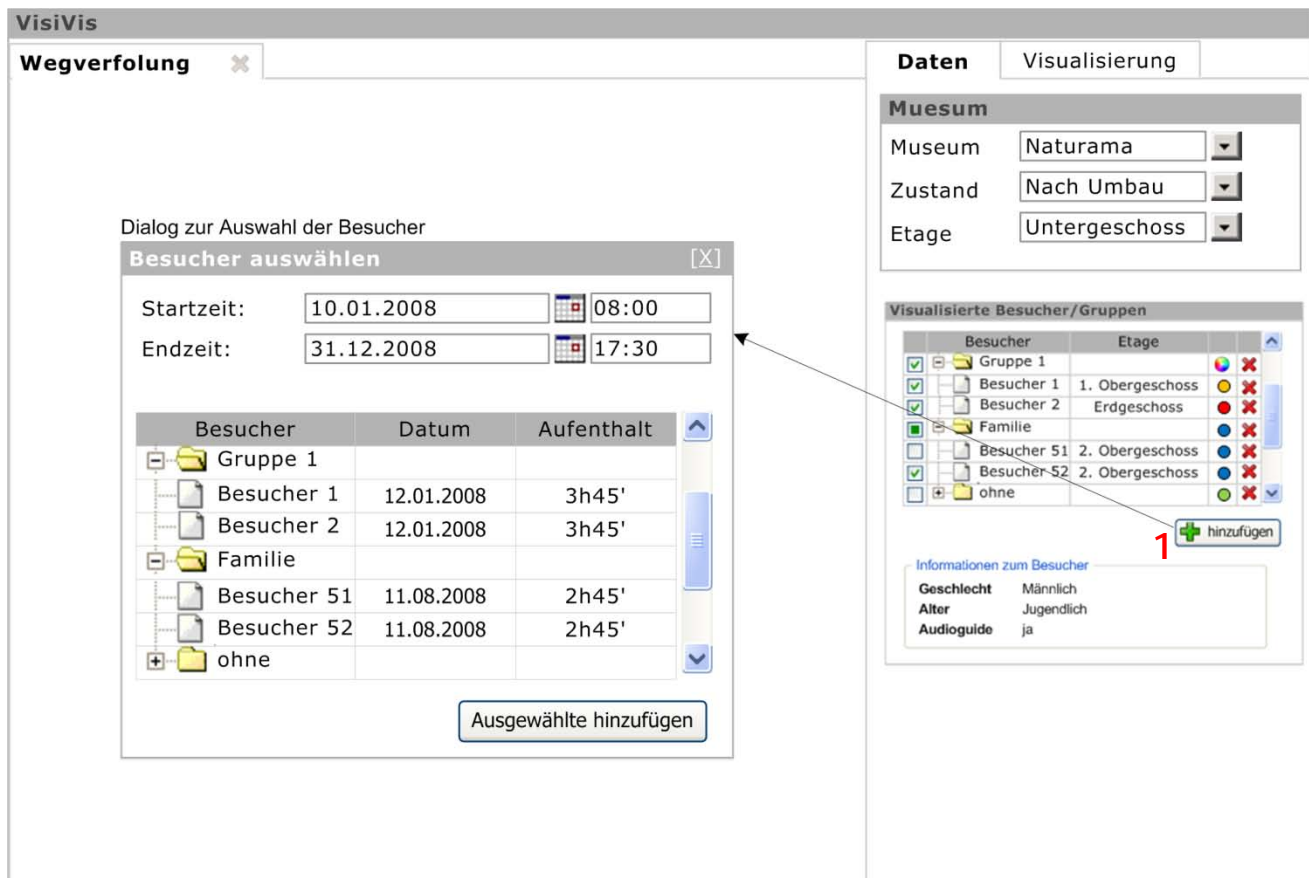 VisiVis
Wegverfolung
Daten Visualisierung
Muesum
Museum Naturama
Zustand Nach Umbau
Etage Untergeschoss
Dialog zur Auswahl der Besucher
Besucher auswählen [X]
Startzeit: 10.01.2008 08:00
Endzeit: 31.12.2008 17:30
Besucher Datum Aufenthalt
Gruppe 1
Besucher 1 12.01.2008 3h45'
Besucher 2 12.01.2008 3h45'
Familie
Besucher 51 11.08.2008 2h45'
Besucher 52 11.08.2008 2h45'
ohne
Ausgewählte hinzufügen
Visualisierte Besucher/Gruppen
Besucher Etage
Gruppe 1
Besucher 1 1. Obergeschoss
Besucher 2 Erdgeschoss
Familie
Besucher 51 2. Obergeschoss
Besucher 52 2. Obergeschoss
ohne
1 hinzufügen
Informationen zum Besucher
Geschlecht Männlich
Alter Jugendlich
Audioguide ja